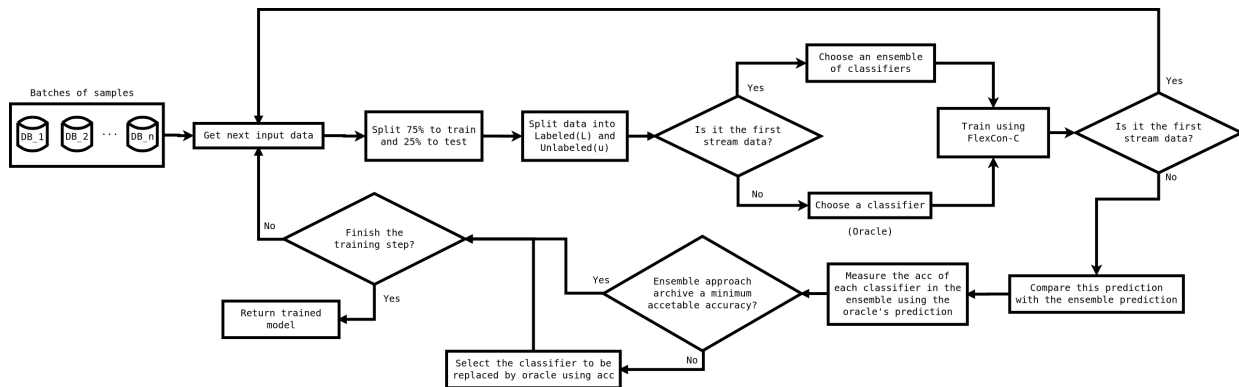 Batches of samples
DB_1
DB_2
...
DB_n
Get next input data
Split 75% to train
and 25% to test
Split data into
Labeled(L) and
Unlabeled(u)
Is it the first
stream data?
Yes
Choose an ensemble
of classifiers
No
Choose a classifier
(Oracle)
Train using
FlexCon-C
Is it the first
stream data?
Yes
No
Compare this prediction
with the ensemble prediction
Measure the acc of
each classifier in the
ensemble using the
oracle's prediction
Ensemble approach
archive a minimum
accetable accuracy?
Yes
No
Select the classifier to be
replaced by oracle using acc
Finish the
training step?
No
Yes
Return trained
model